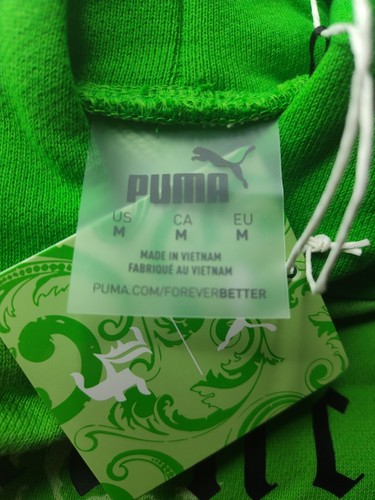 PUMA
US CA EU
M M M
MADE IN VIETNAM
FABRIQUÉ AU VIETNAM
PUMA.COM/FOREVERBETTER